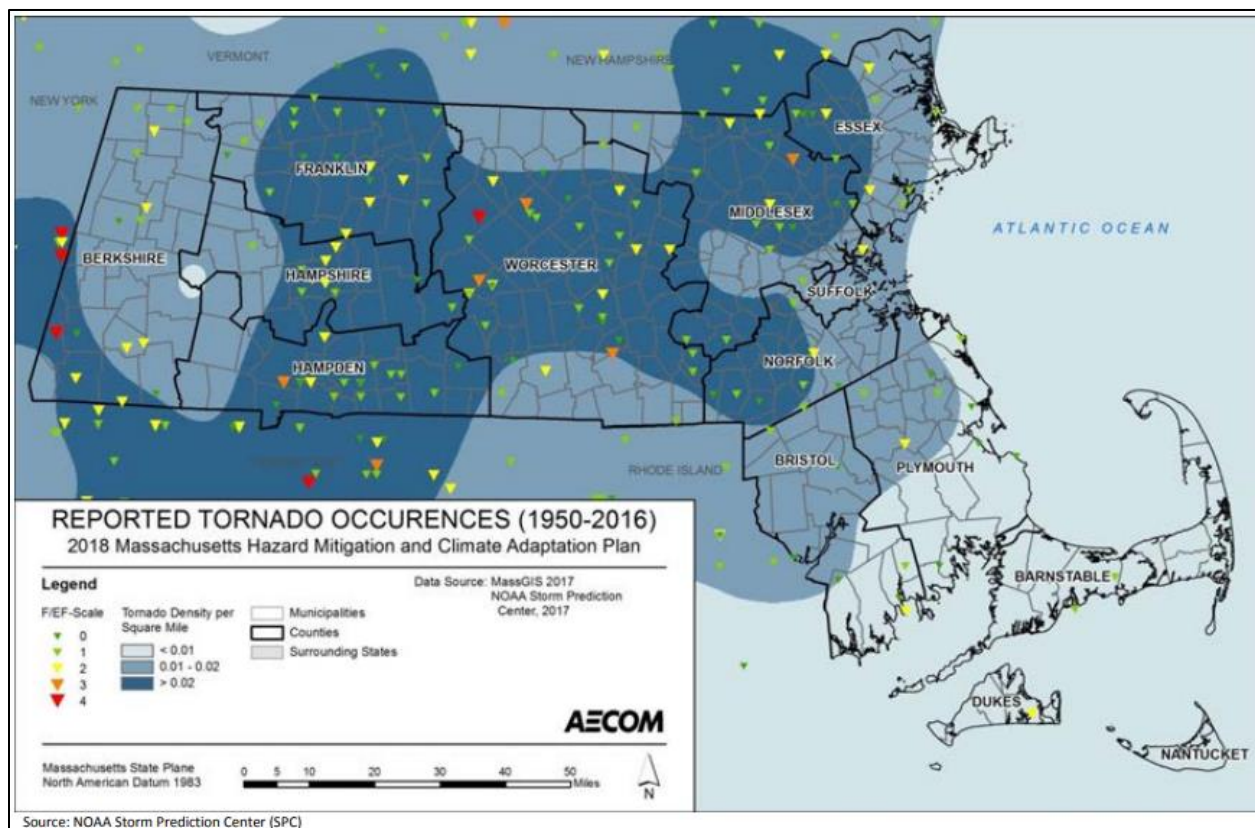 VERMONT
NEW HAMPSHIRE
NEW YORK
ESSEX
FRANKLIN
MIDDLESEX
ATLANTIC OCEAN
BERKSHIRE
HAMPSHIRE
WORCESTER
SUFFOLK
HAMPDEN
NORFOLK
RHODE ISLAND
BRISTOL
PLYMOUTH
BARNSTABLE
DUKES
NANTUCKET
REPORTED TORNADO OCCURENCES (1950-2016)
2018 Massachusetts Hazard Mitigation and Climate Adaptation Plan
Legend
F/EF-Scale
0
1
2
3
4
Tornado Density per
Square Mile
< 0.01
0.01 - 0.02
> 0.02
Municipalities
Counties
Surrounding States
Data Source: MassGIS 2017
NOAA Storm Prediction
Center, 2017
AECOM
Massachusetts State Plane
North American Datum 1983
0 5 10 20 30 40 50
Miles
N
Source: NOAA Storm Prediction Center (SPC)